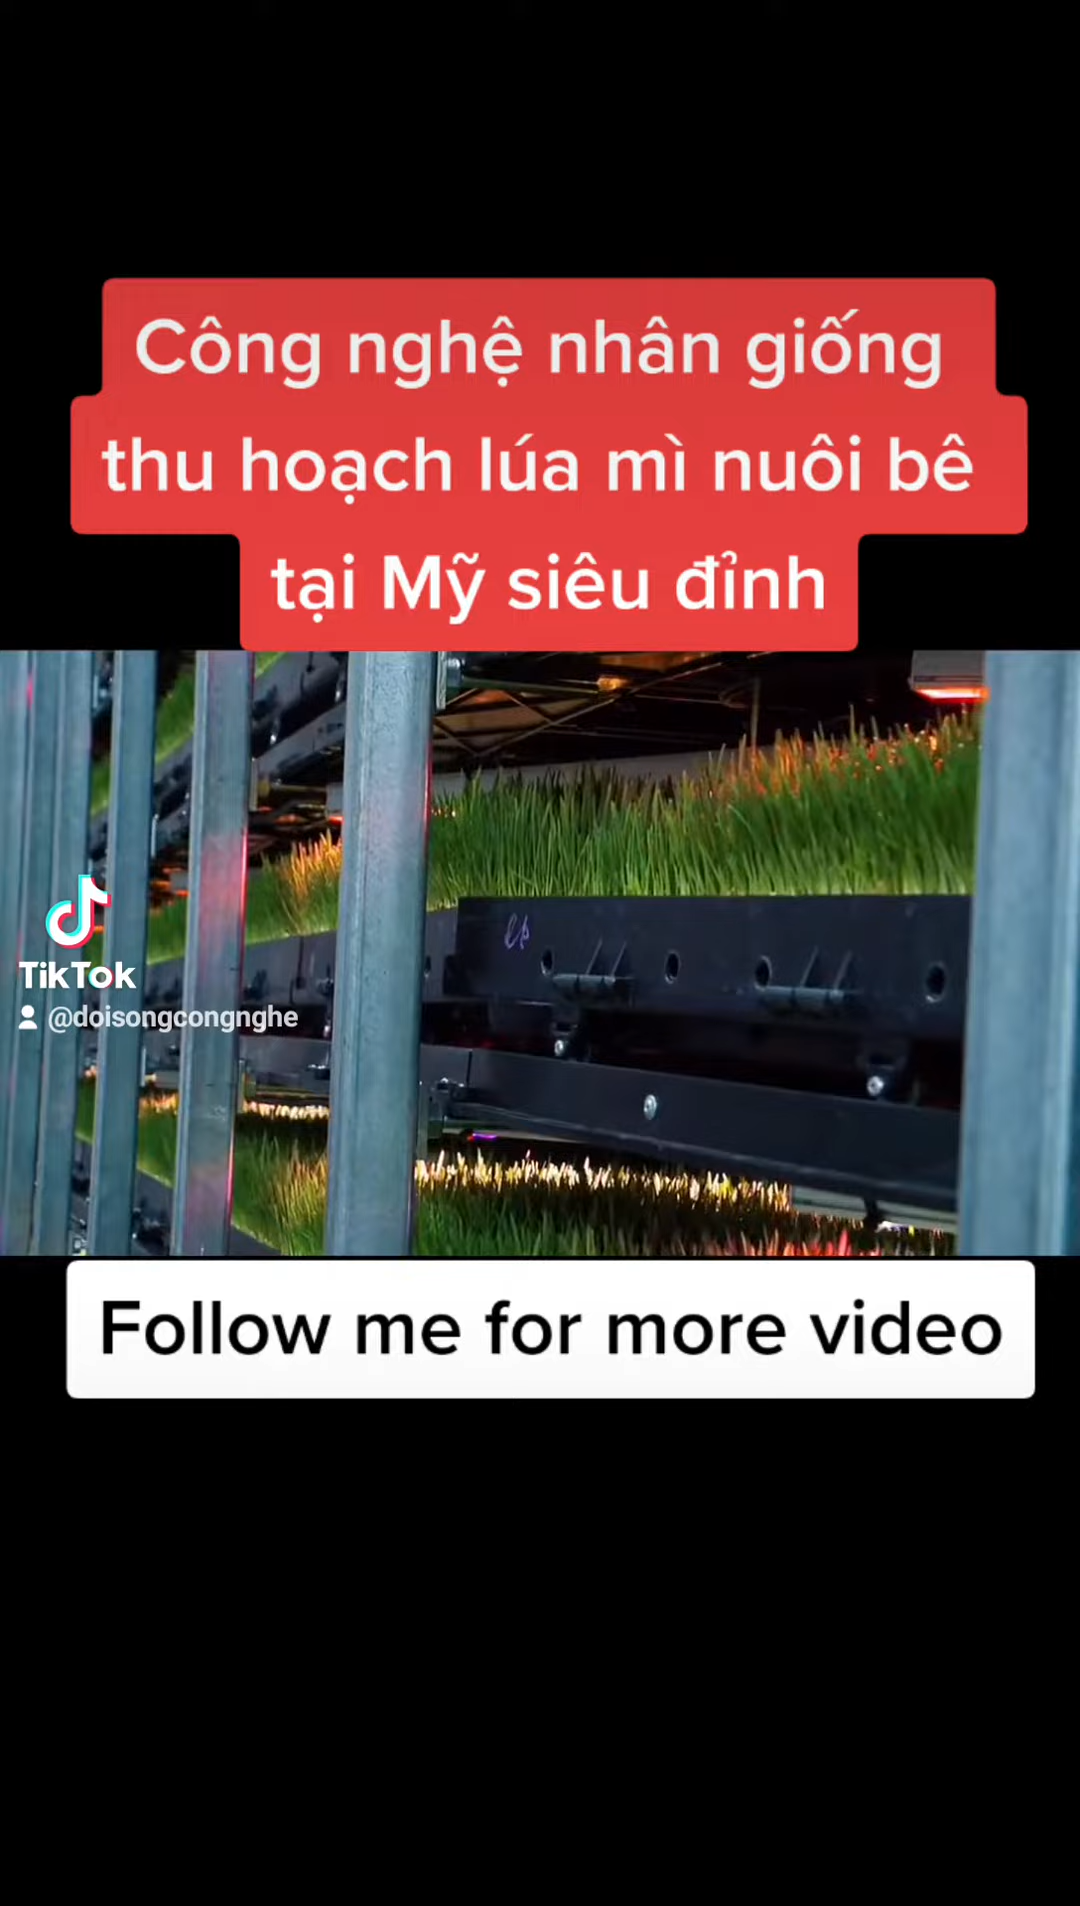 Công nghệ nhân giống
thu hoạch lúa mì nuôi bê
tại Mỹ siêu đỉnh
TikTok
@doisongcongnghe
Follow me for more video